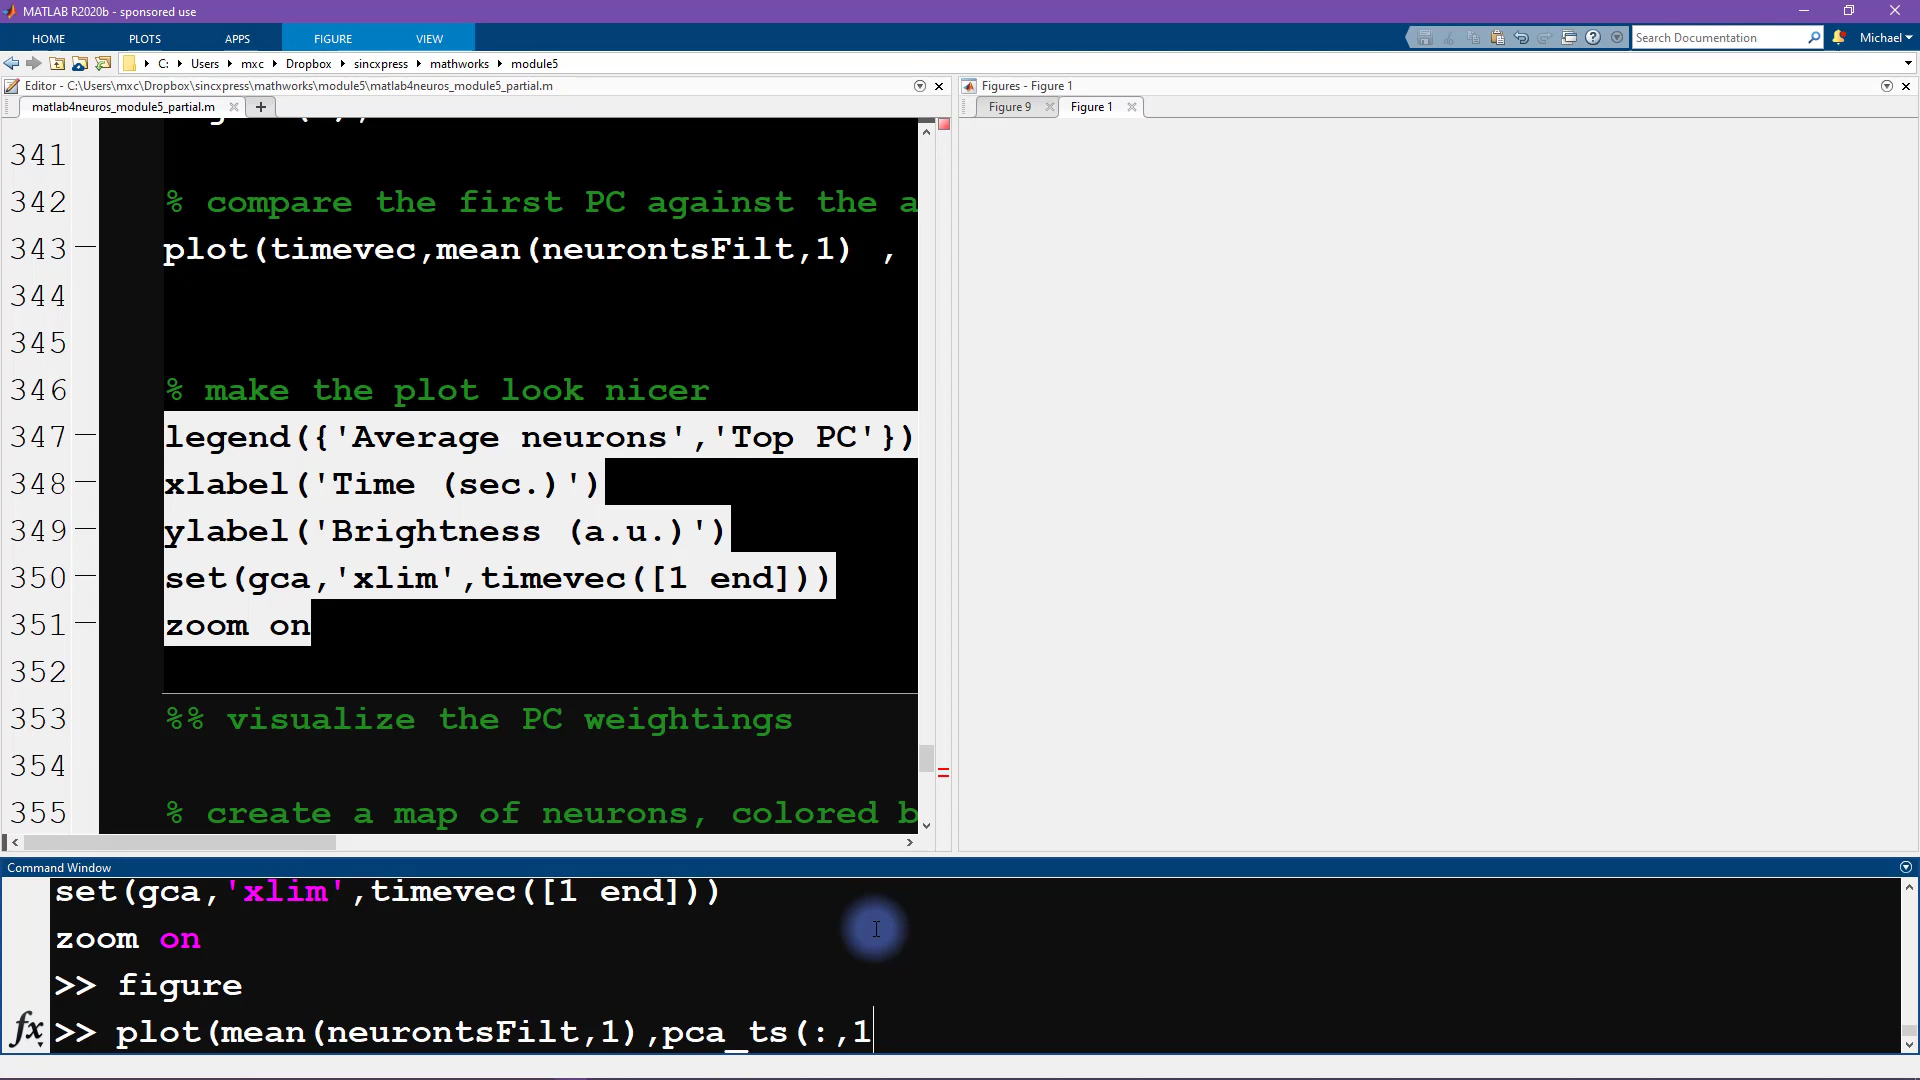 MATLAB R2020b - sponsored use
HOME PLOTS APPS FIGURE VIEW
Search Documentation
Michael
C: Users mxc Dropbox sincxpress mathworks module5
Editor - C:\Users\mxc\Dropbox\sincxpress\mathworks\module5\matlab4neuros_module5_partial.m
matlab4neuros_module5_partial.m
341
342 % compare the first PC against the a
343 plot(timevec,mean(neurontsFilt,1) ,
344
345
346 % make the plot look nicer
347 legend({'Average neurons','Top PC'})
348 xlabel('Time (sec.)')
349 ylabel('Brightness (a.u.)')
350 set(gca,'xlim',timevec([1 end]))
351 zoom on
352
353 %% visualize the PC weightings
354
355 % create a map of neurons, colored b
Figures - Figure 1
Figure 9 Figure 1
Command Window
set(gca,'xlim',timevec([1 end]))
zoom on
>> figure
fx >> plot(mean(neurontsFilt,1),pca_ts(:,1